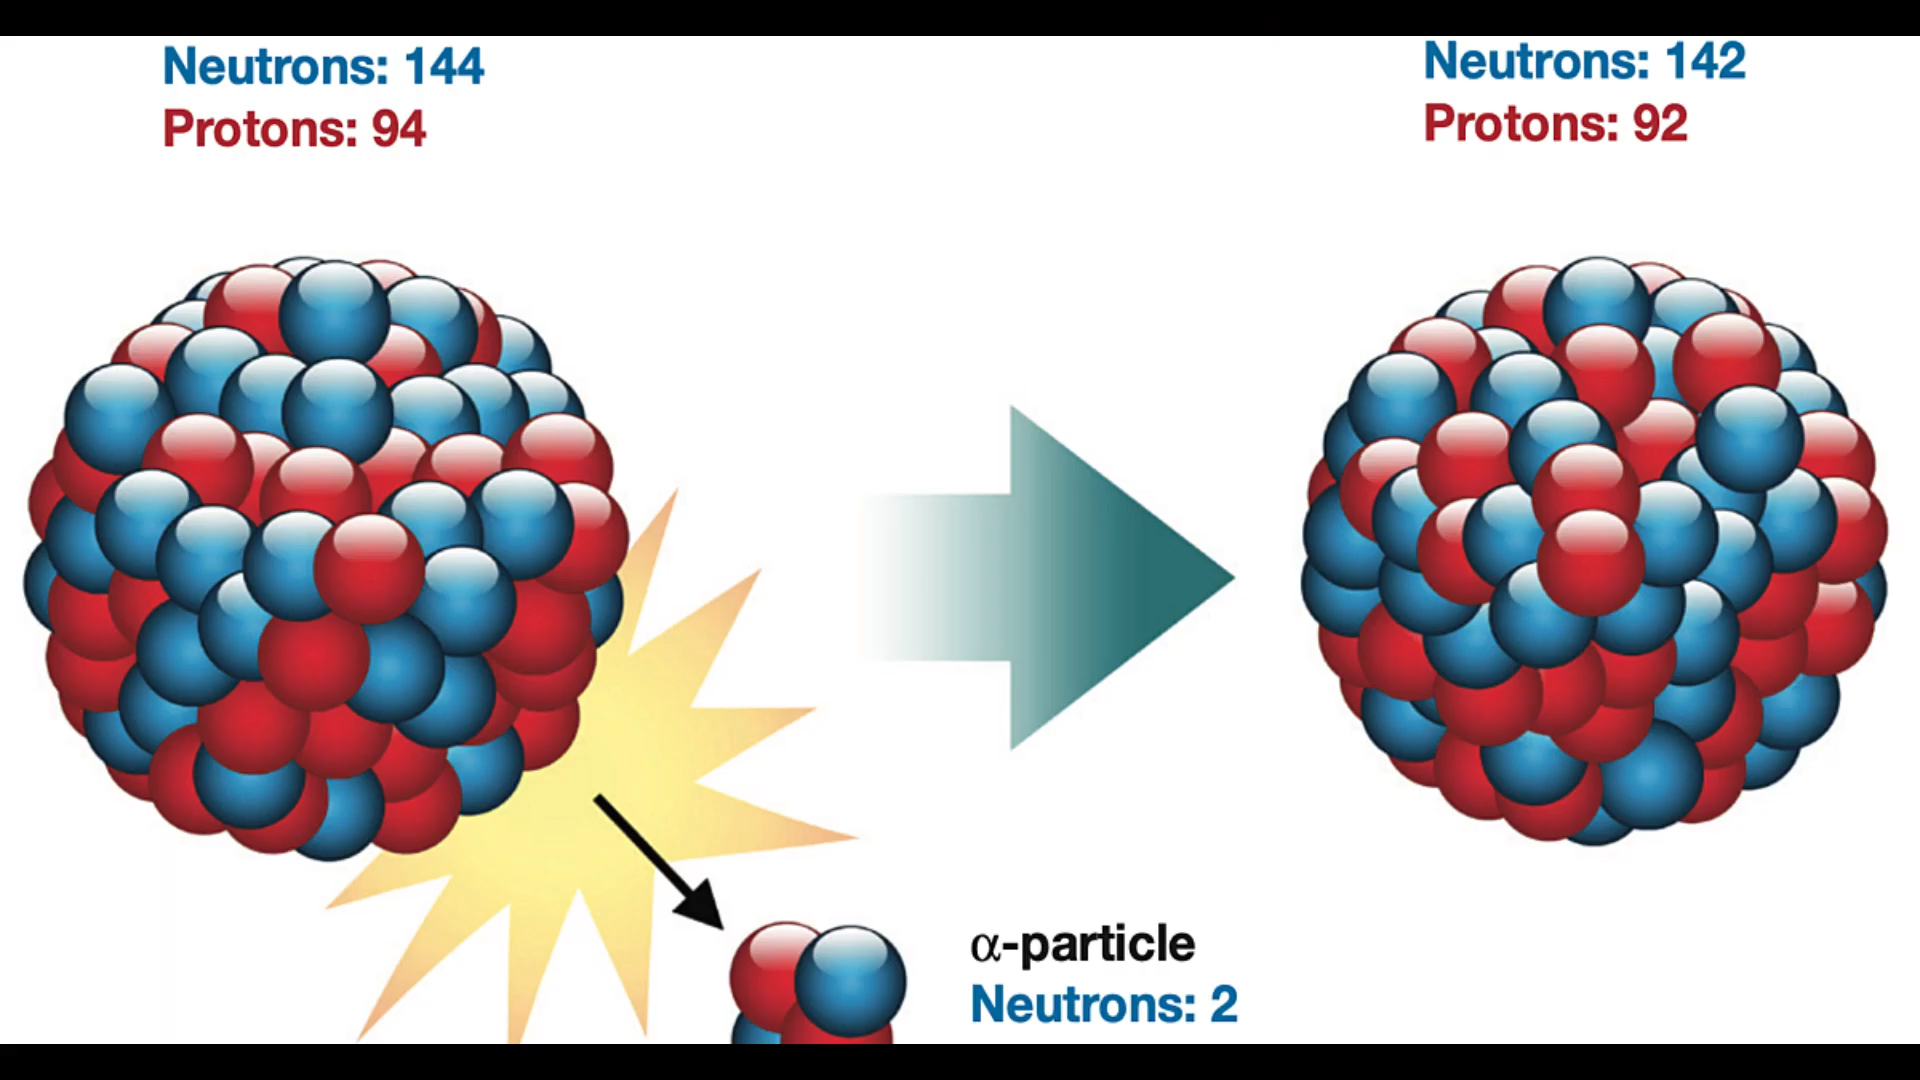 Neutrons: 144
Protons: 94
Neutrons: 142
Protons: 92
α-particle
Neutrons: 2